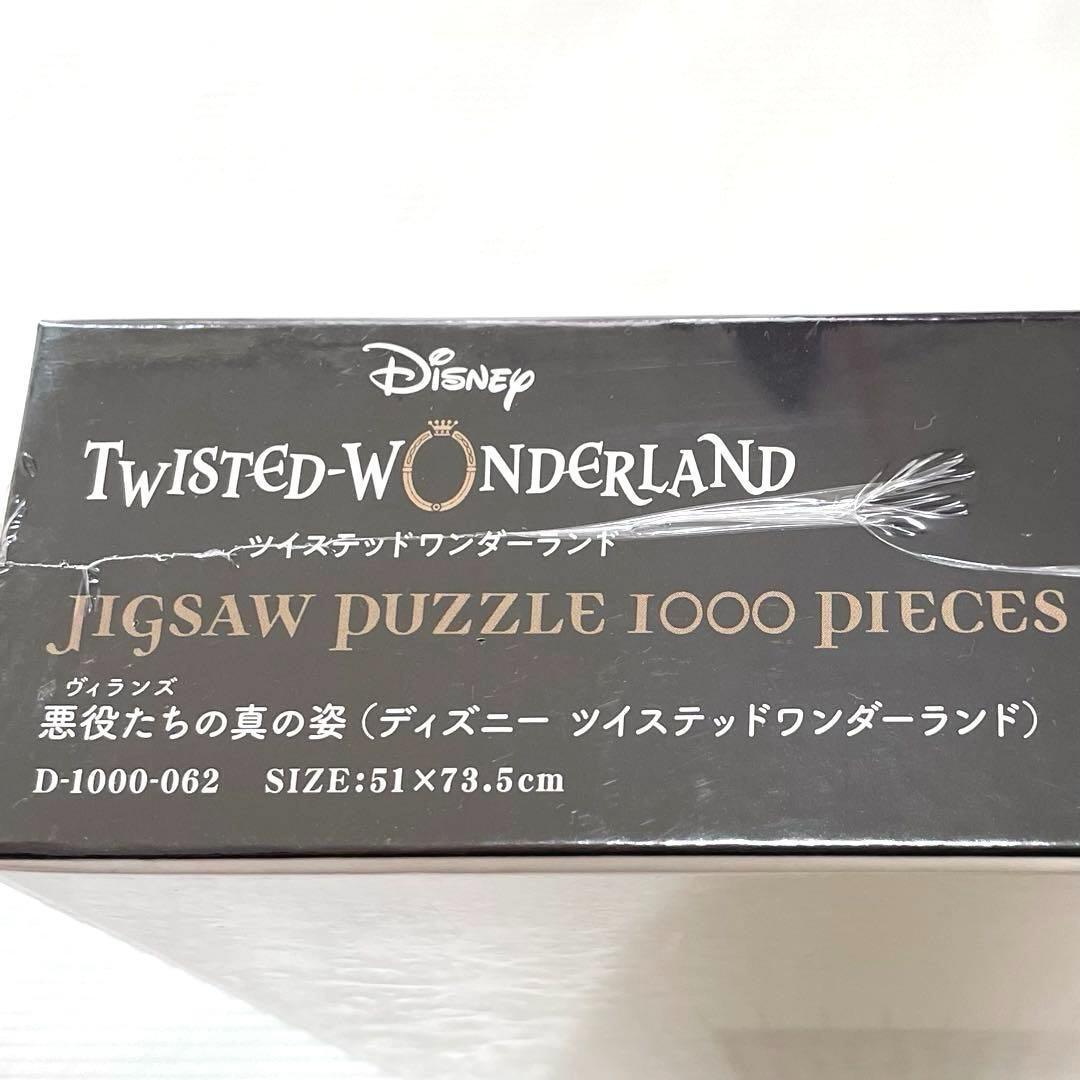 Disney
TWISTED-WONDERLAND
ツイステッドワンダーランド
JIGSAW PUZZLE 1000 PIECES
ヴィランズ
悪役たちの真の姿（ディズニー ツイステッドワンダーランド）
D-1000-062 SIZE:51×73.5cm